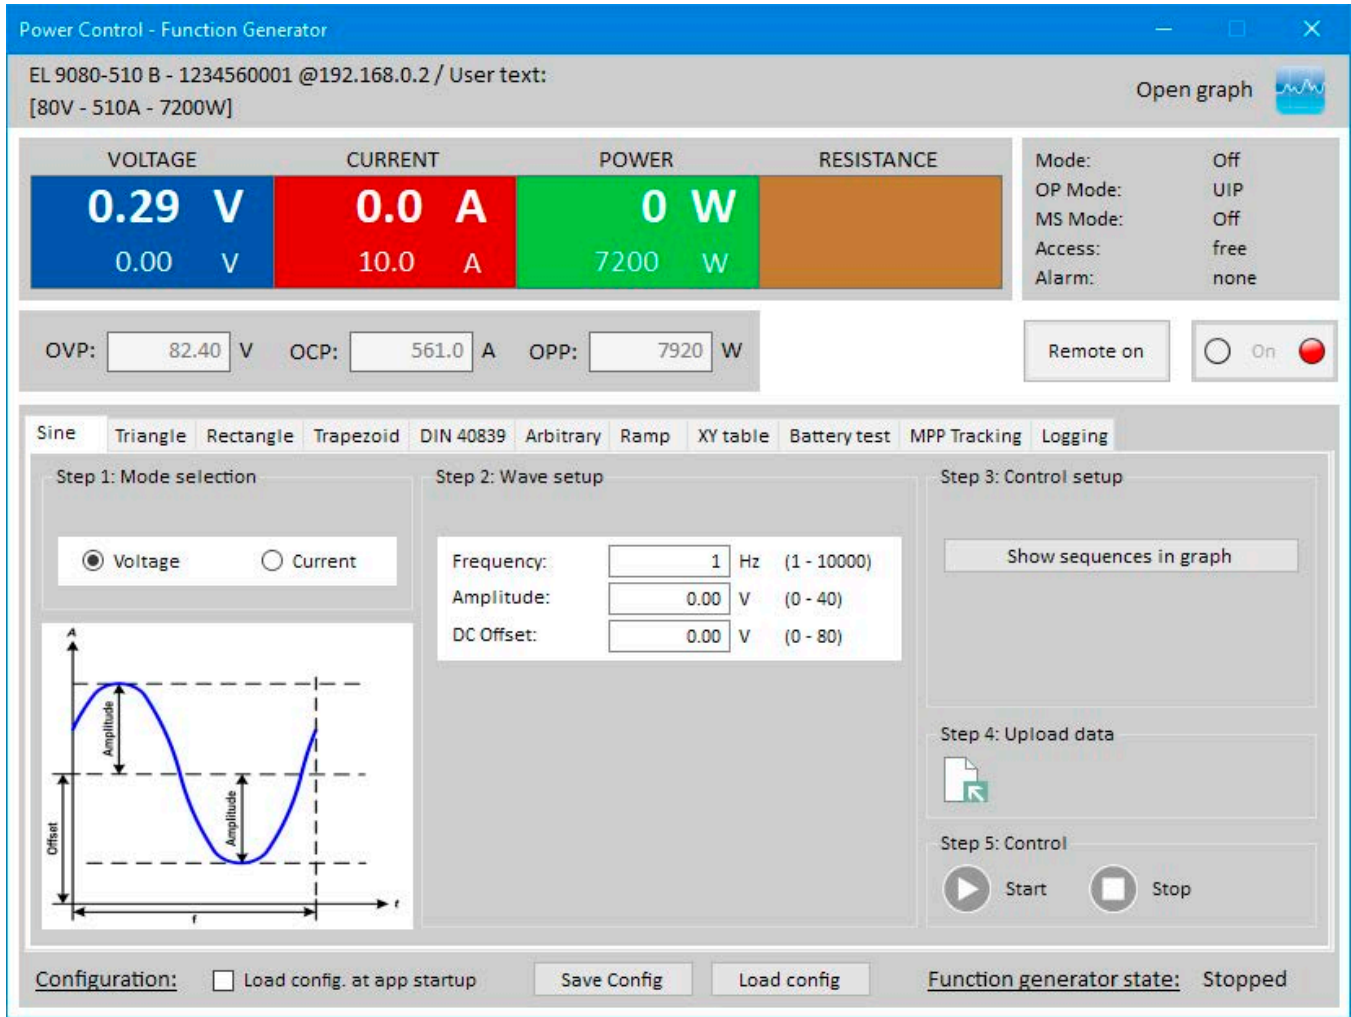 Power Control - Function Generator
EL 9080-510 B - 1234560001 @192.168.0.2 / User text:
[80V - 510A - 7200W]
Open graph
VOLTAGE CURRENT POWER RESISTANCE
0.29 V 0.0 A 0 W
0.00 V 10.0 A 7200 W
Mode: Off
OP Mode: UIP
MS Mode: Off
Access: free
Alarm: none
OVP: 82.40 V OCP: 561.0 A OPP: 7920 W
Remote on
On
Sine Triangle Rectangle Trapezoid DIN 40839 Arbitrary Ramp XY table Battery test MPP Tracking Logging
Step 1: Mode selection
Voltage Current
A
Amplitude
Amplitude
Offset
t
f
Step 2: Wave setup
Frequency: 1 Hz (1 - 10000)
Amplitude: 0.00 V (0 - 40)
DC Offset: 0.00 V (0 - 80)
Step 3: Control setup
Show sequences in graph
Step 4: Upload data
Step 5: Control
Start Stop
Configuration: Load config. at app startup Save Config Load config Function generator state: Stopped